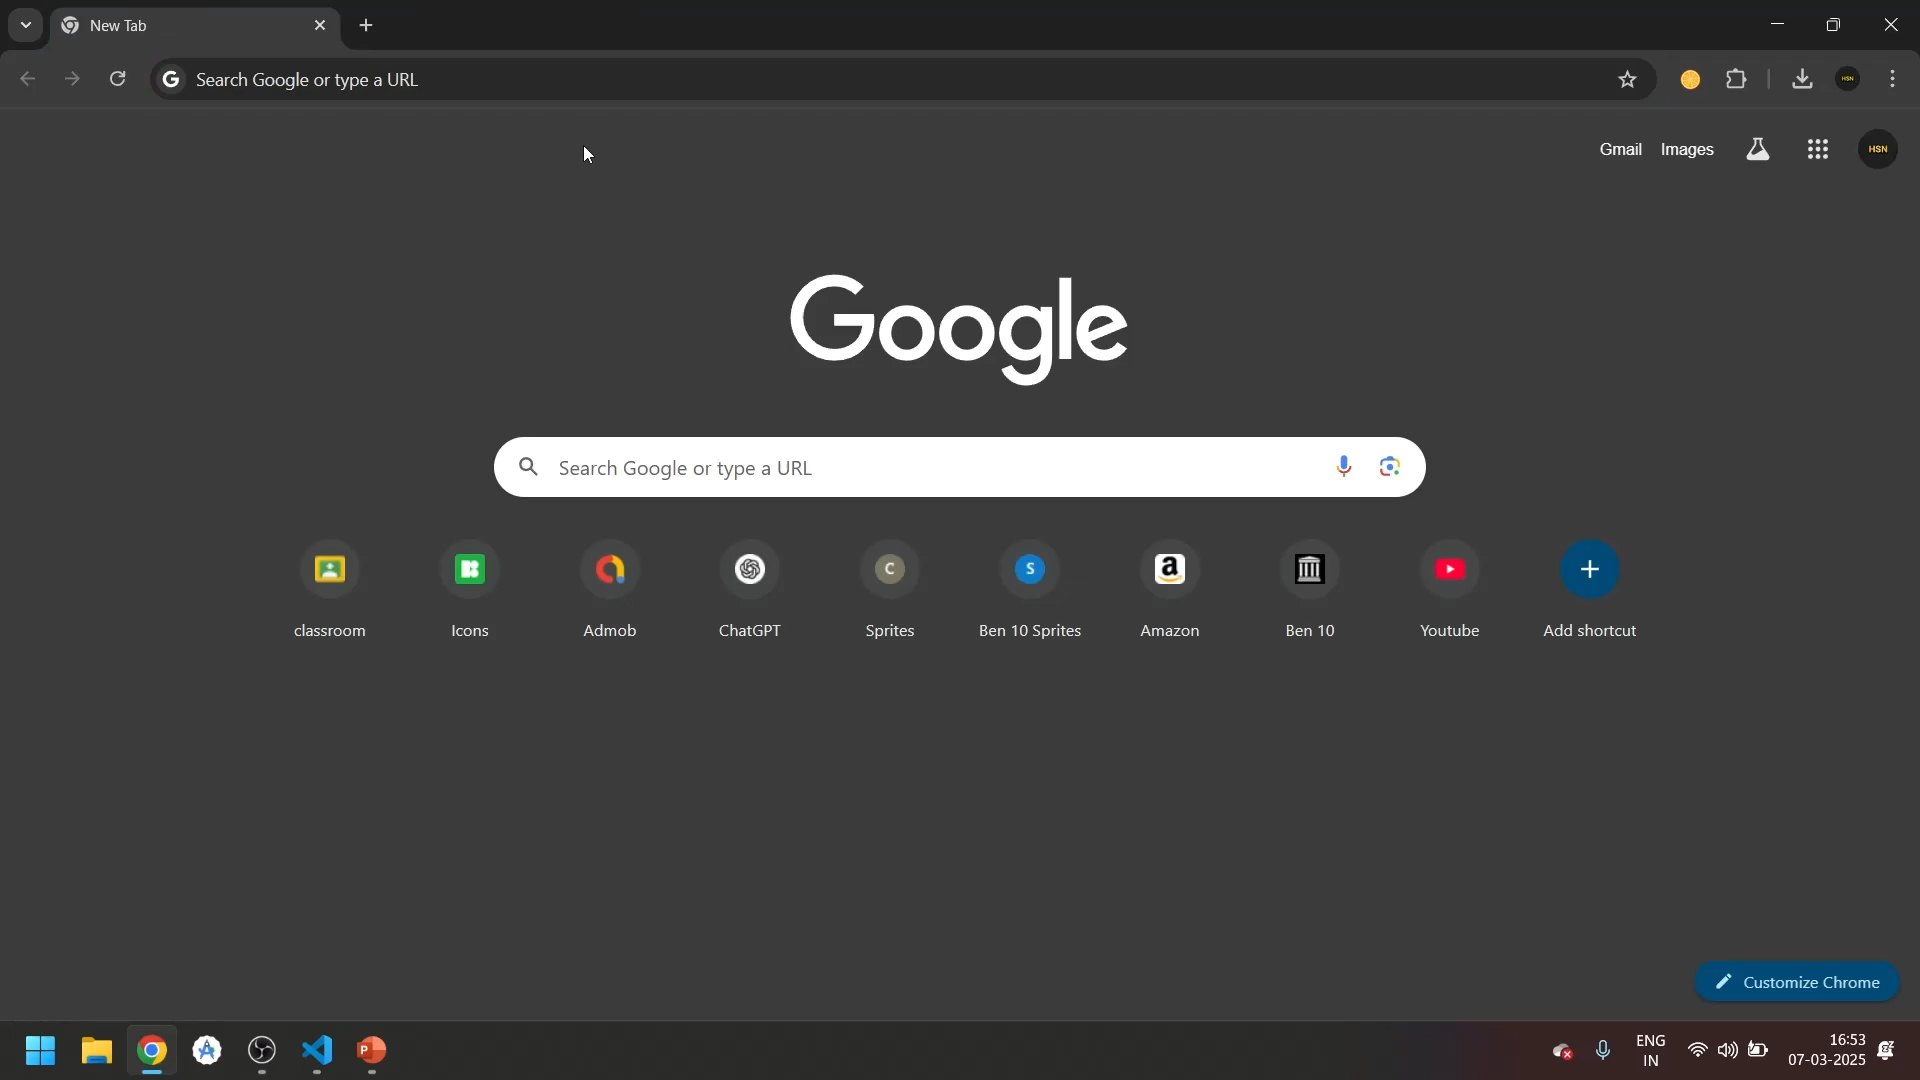 New Tab
Search Google or type a URL
HSN
Gmail Images HSN
Google
Search Google or type a URL
C S a
classroom Icons Admob ChatGPT Sprites Ben 10 Sprites Amazon Ben 10 Youtube Add shortcut
Customize Chrome
P
ENG
IN
16:53
07-03-2025